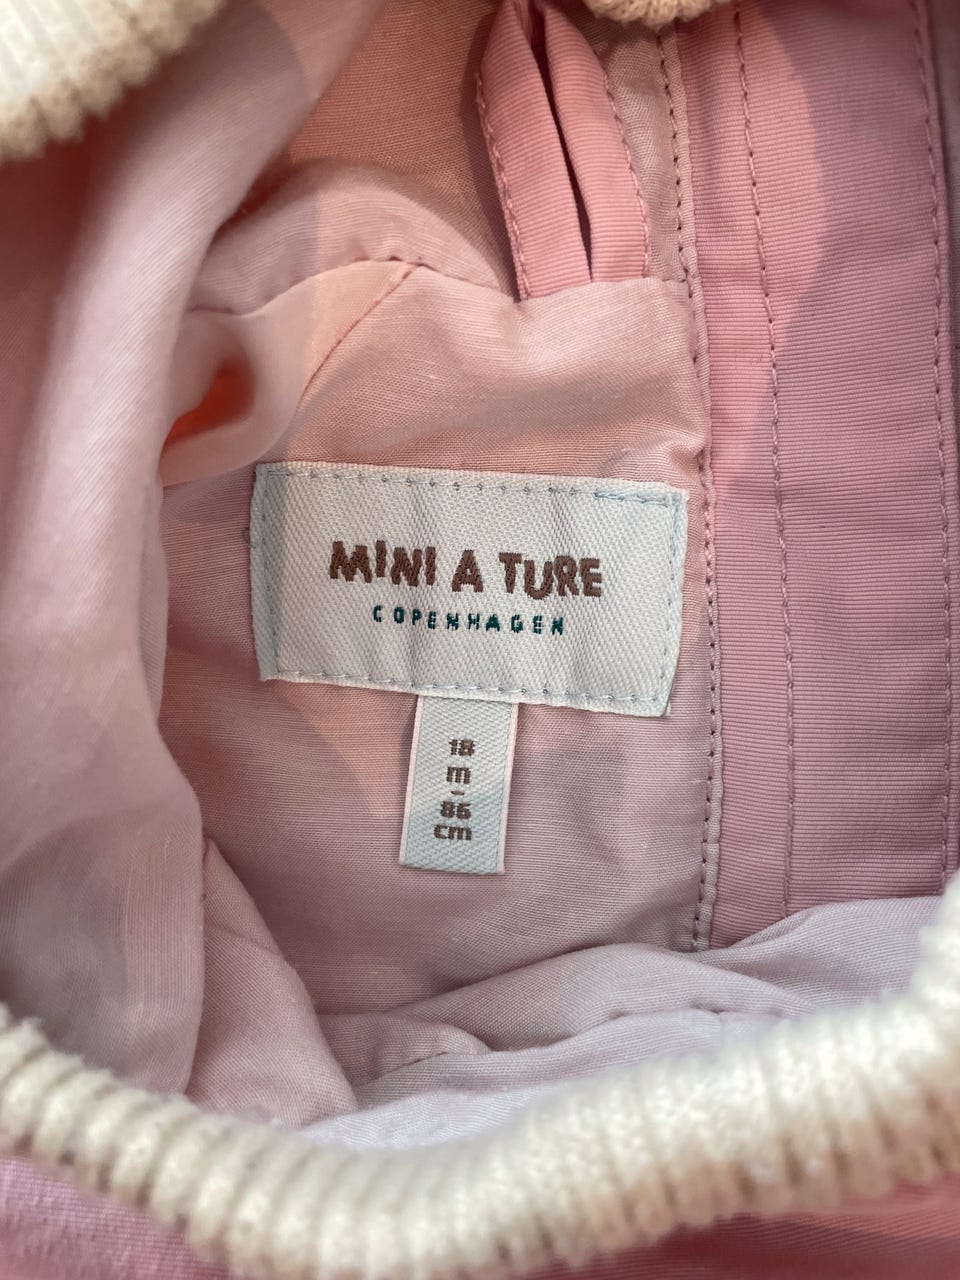 MINI A TURE
COPENHAGEN
18
m
-
86
cm